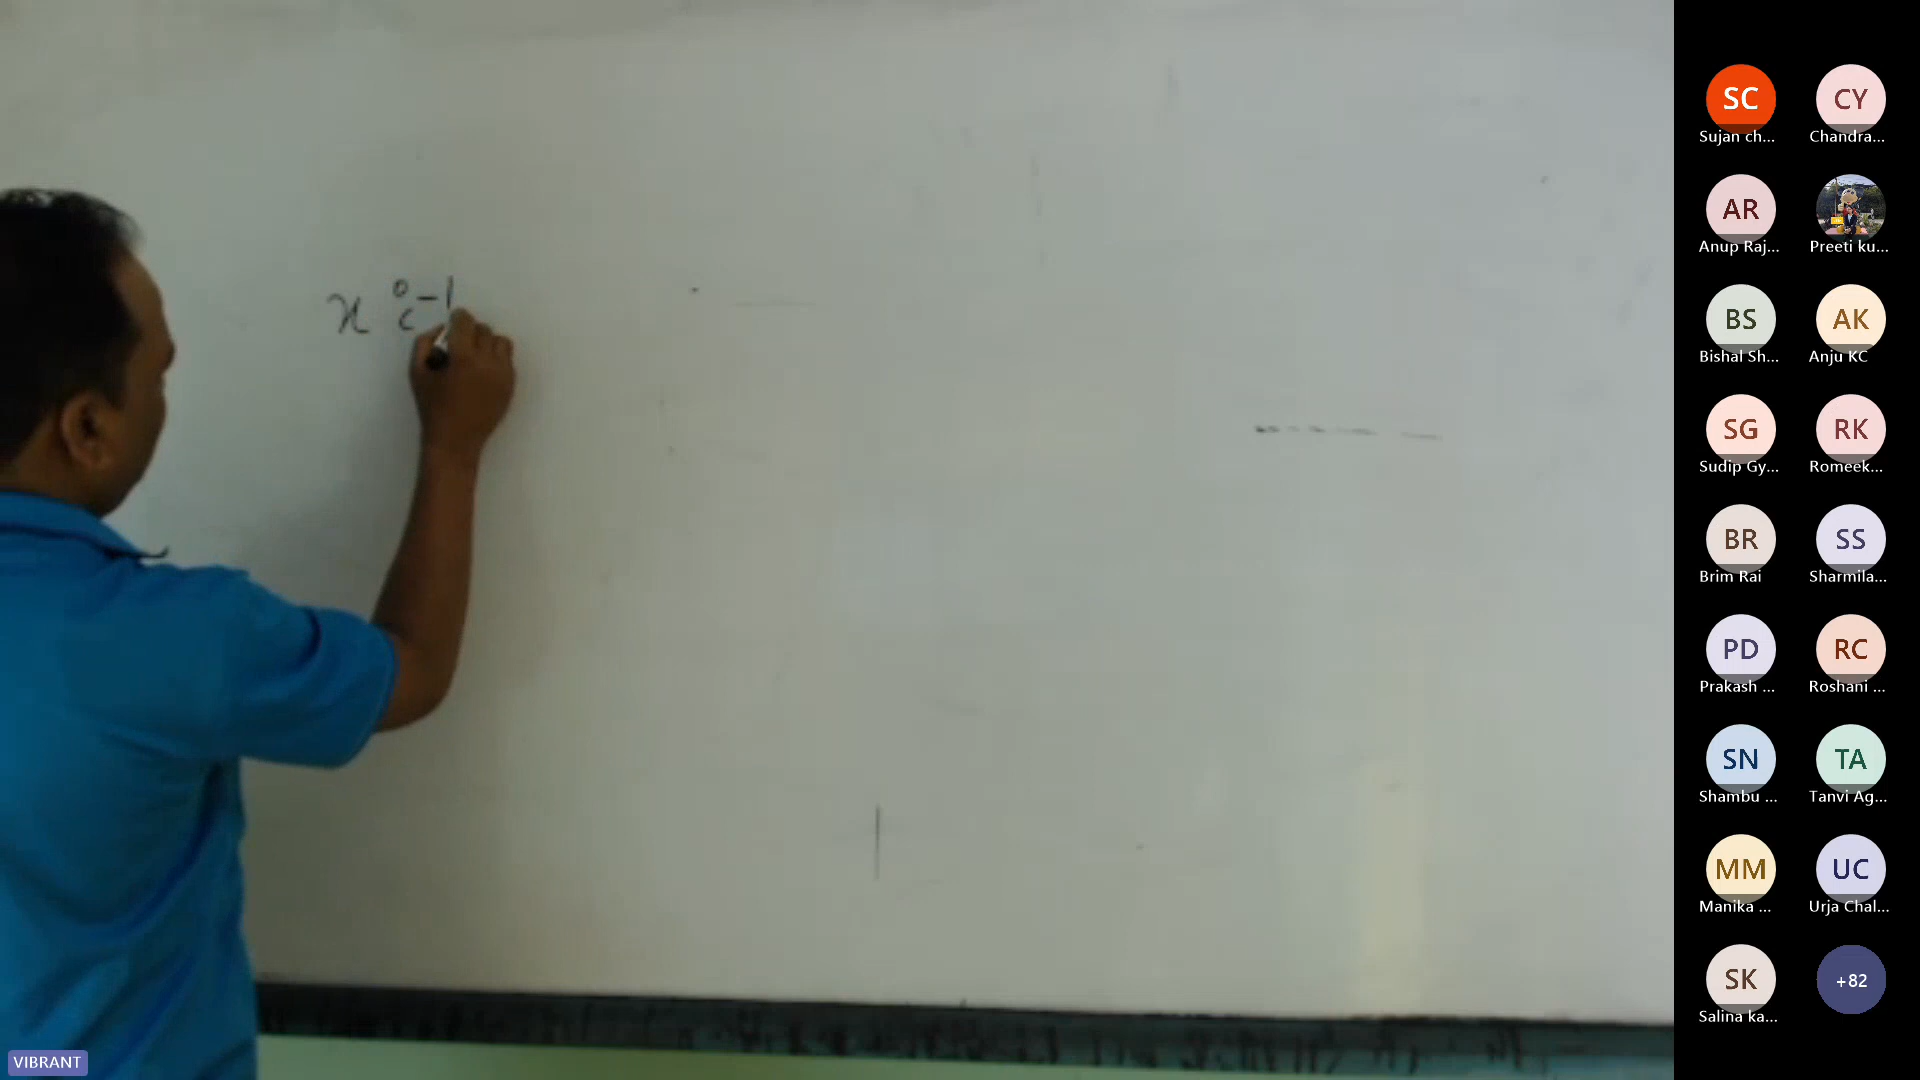 x °c -1
SC
CY
Sujan ch...
Chandra...
AR
Anup Raj...
Preeti ku...
BS
AK
Bishal Sh...
Anju KC
SG
RK
Sudip Gy...
Romeek...
BR
SS
Brim Rai
Sharmila...
PD
RC
Prakash ...
Roshani ...
SN
TA
Shambu ...
Tanvi Ag...
MM
UC
Manika ...
Urja Chal...
SK
+82
Salina ka...
VIBRANT